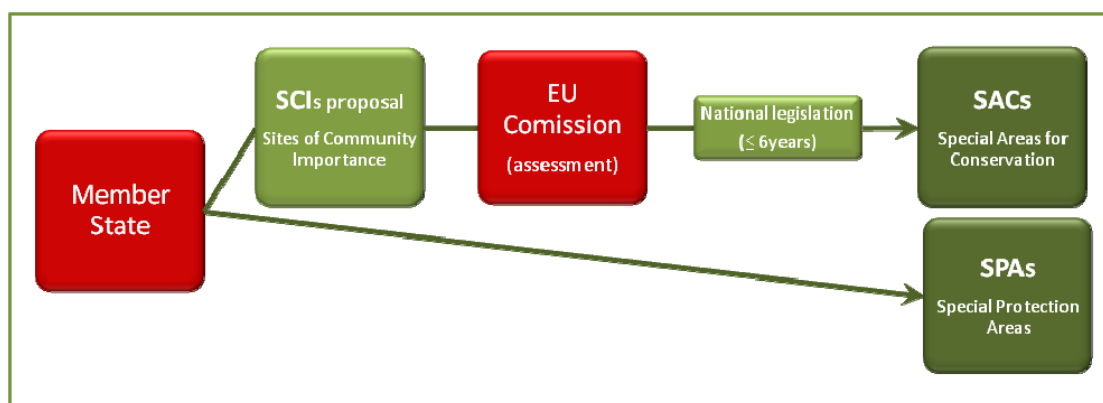 Member
State
SCIs proposal
Sites of Community
Importance
EU
Comission
(assessment)
National legislation
(≤ 6years)
SACs
Special Areas for
Conservation
SPAs
Special Protection
Areas